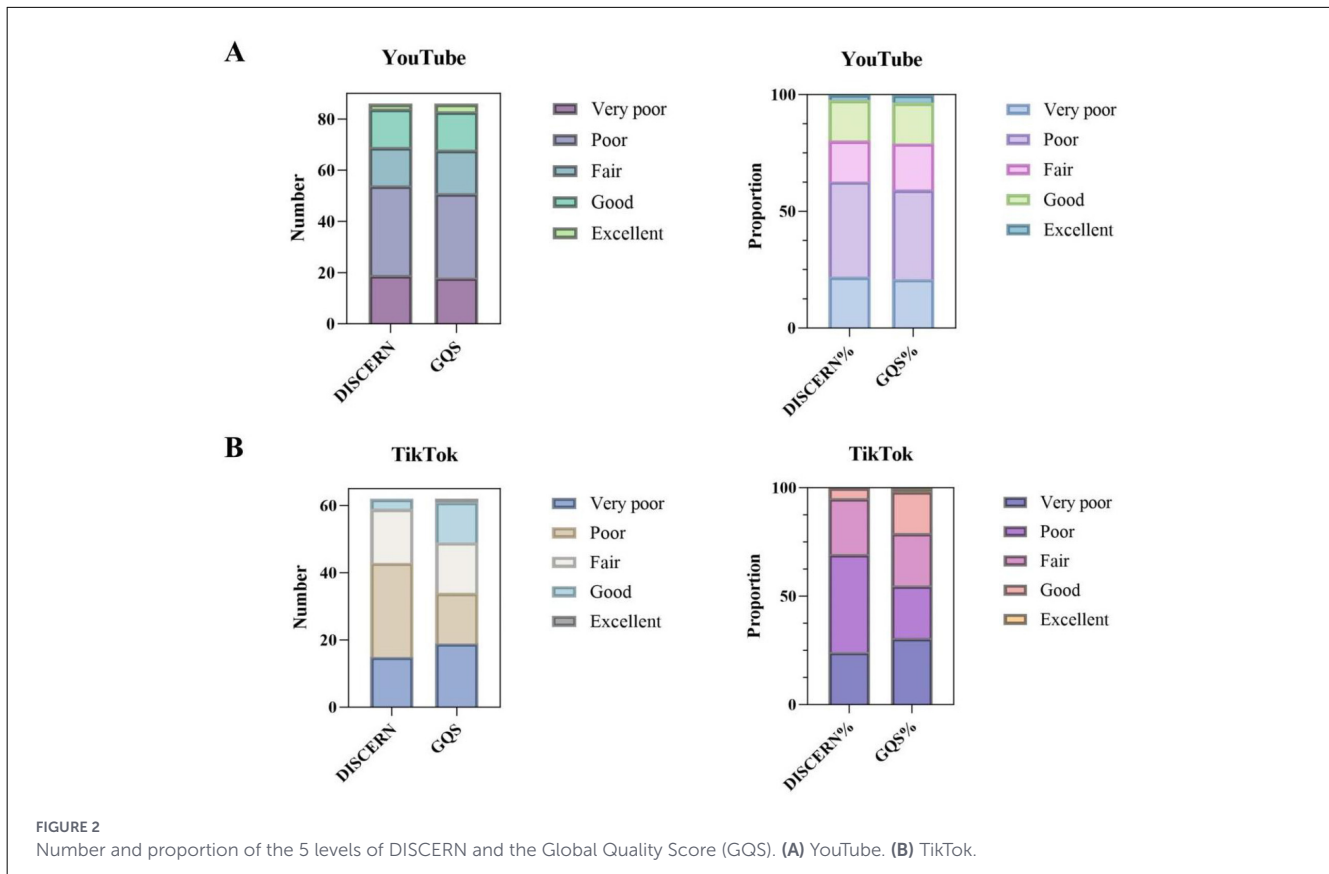 A
YouTube
Number
80
60
40
20
0
DISCERN
GQS
Very poor
Poor
Fair
Good
Excellent
YouTube
Proportion
100
50
0
DISCERN%
GQS%
Very poor
Poor
Fair
Good
Excellent
B
TikTok
Number
60
40
20
0
DISCERN
GQS
Very poor
Poor
Fair
Good
Excellent
TikTok
Proportion
100
50
0
DISCERN%
GQS%
Very poor
Poor
Fair
Good
Excellent
FIGURE 2
Number and proportion of the 5 levels of DISCERN and the Global Quality Score (GQS). (A) YouTube. (B) TikTok.